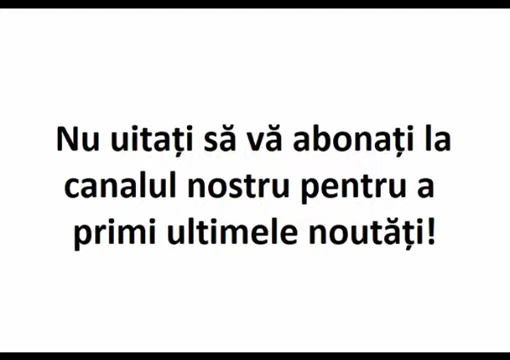 Nu uitați să vă abonați la
canalul nostru pentru a
primi ultimele noutăți!